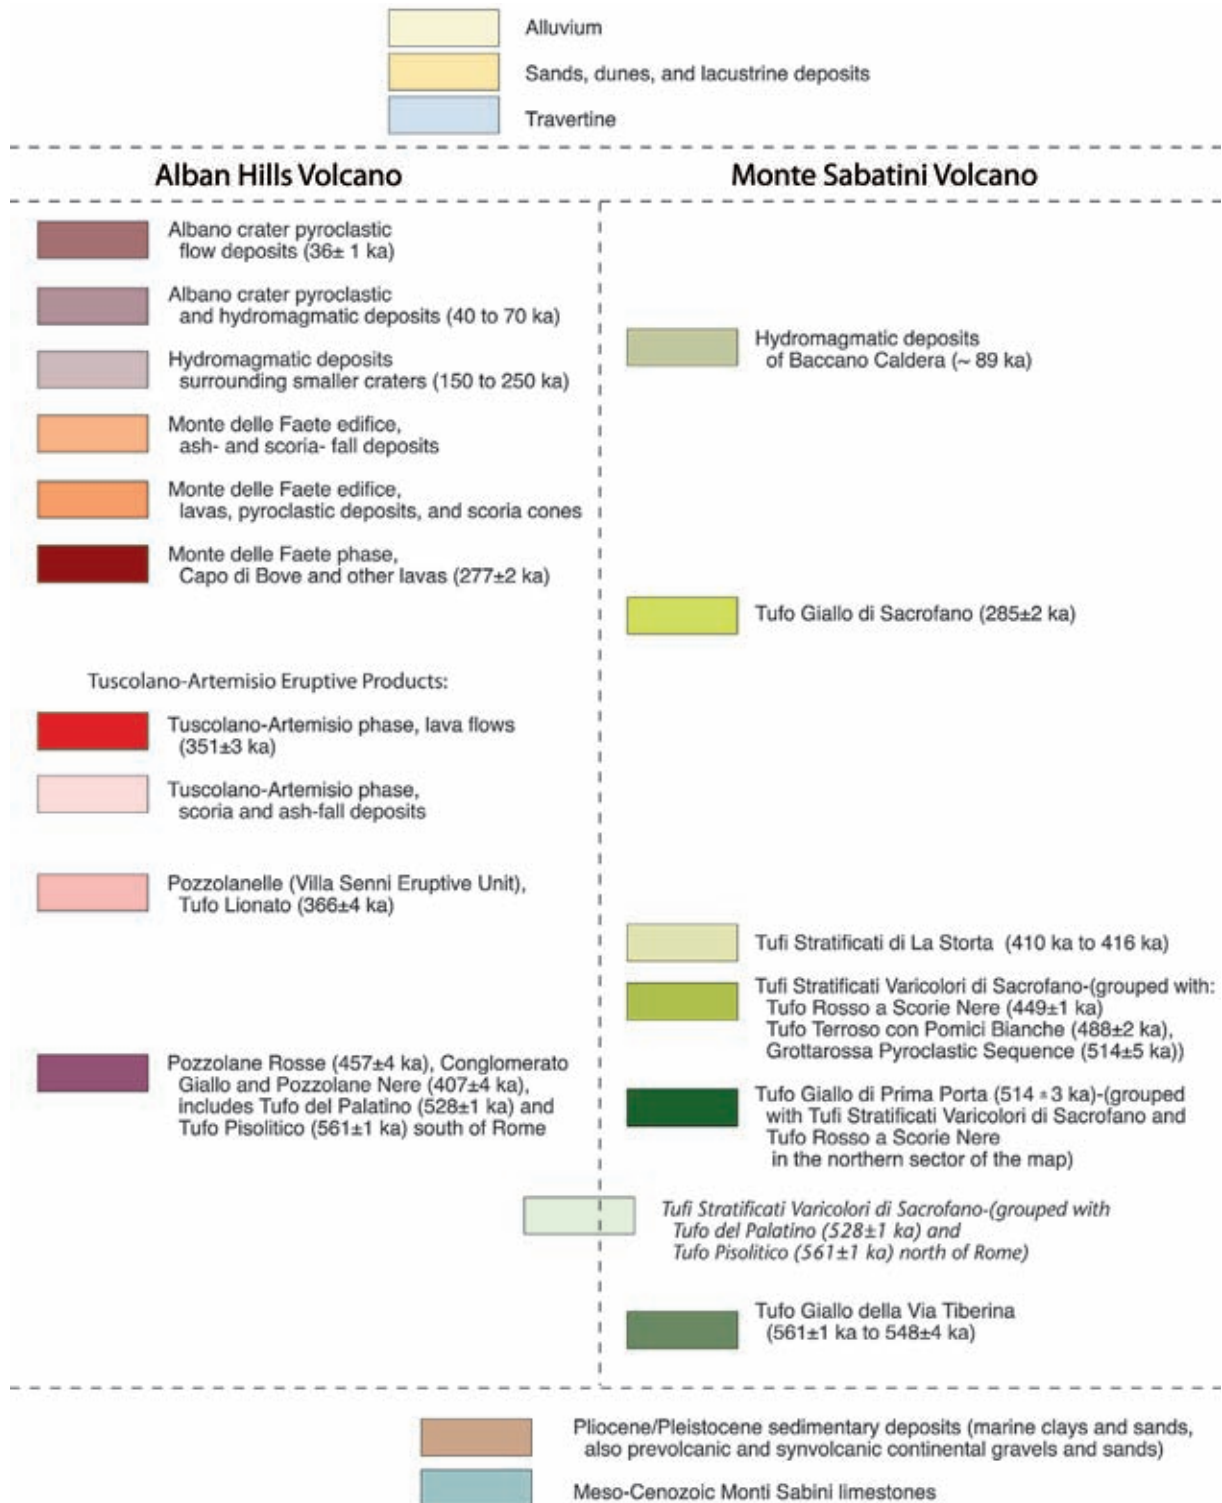 Alluvium
Sands, dunes, and lacustrine deposits
Travertine
Alban Hills Volcano
Albano crater pyroclastic
flow deposits (36± 1 ka)
Albano crater pyroclastic
and hydromagmatic deposits (40 to 70 ka)
Hydromagmatic deposits
surrounding smaller craters (150 to 250 ka)
Monte delle Faete edifice,
ash- and scoria- fall deposits
Monte delle Faete edifice,
lavas, pyroclastic deposits, and scoria cones
Monte delle Faete phase,
Capo di Bove and other lavas (277±2 ka)
Tuscolano-Artemisio Eruptive Products:
Tuscolano-Artemisio phase, lava flows
(351±3 ka)
Tuscolano-Artemisio phase,
scoria and ash-fall deposits
Pozzolanelle (Villa Senni Eruptive Unit),
Tufo Lionato (366±4 ka)
Pozzolane Rosse (457±4 ka), Conglomerato
Giallo and Pozzolane Nere (407±4 ka),
includes Tufo del Palatino (528±1 ka) and
Tufo Pisolitico (561±1 ka) south of Rome
Monte Sabatini Volcano
Hydromagmatic deposits
of Baccano Caldera (~ 89 ka)
Tufo Giallo di Sacrofano (285±2 ka)
Tufi Stratificati di La Storta (410 ka to 416 ka)
Tufi Stratificati Varicolori di Sacrofano-(grouped with:
Tufo Rosso a Scorie Nere (449±1 ka)
Tufo Terroso con Pomici Bianche (488±2 ka),
Grottarossa Pyroclastic Sequence (514±5 ka))
Tufo Giallo di Prima Porta (514 ±3 ka)-(grouped
with Tufi Stratificati Varicolori di Sacrofano and
Tufo Rosso a Scorie Nere
in the northern sector of the map)
Tufi Stratificati Varicolori di Sacrofano-(grouped with
Tufo del Palatino (528±1 ka) and
Tufo Pisolitico (561±1 ka) north of Rome)
Tufo Giallo della Via Tiberina
(561±1 ka to 548±4 ka)
Pliocene/Pleistocene sedimentary deposits (marine clays and sands,
also prevolcanic and synvolcanic continental gravels and sands)
Meso-Cenozoic Monti Sabini limestones